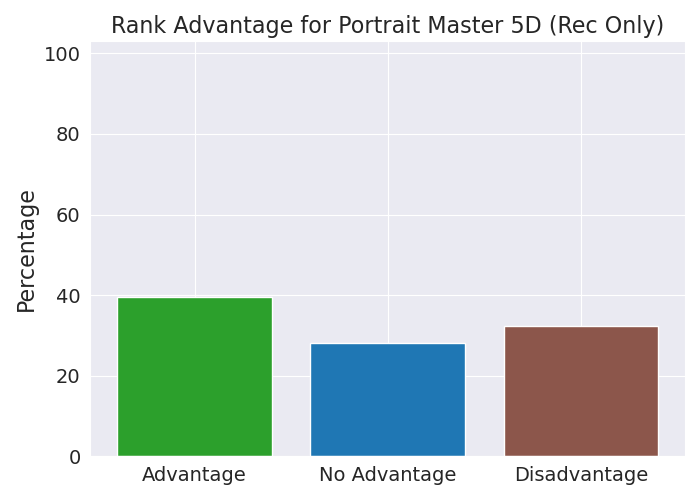 Rank Advantage for Portrait Master 5D (Rec Only)
100
80
60
40
20
0
Percentage
Advantage
No Advantage
Disadvantage